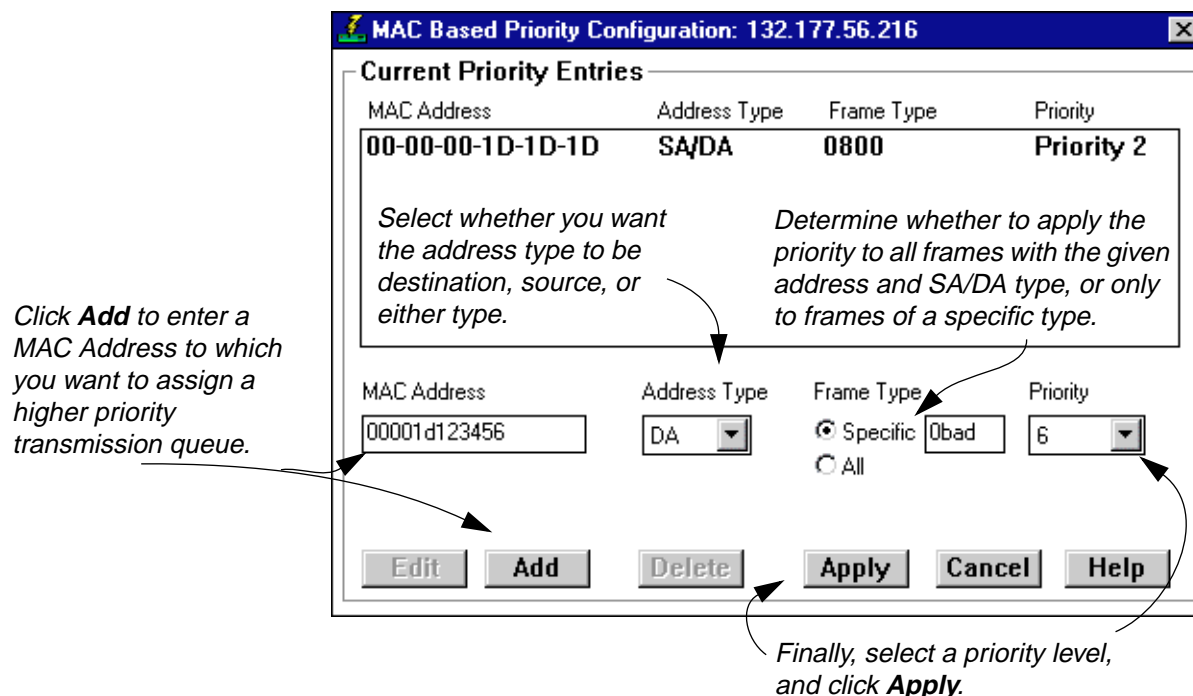 MAC Based Priority Configuration: 132.177.56.216
Current Priority Entries
MAC Address Address Type Frame Type Priority
00-00-00-1D-1D-1D SA/DA 0800 Priority 2
Select whether you want
the address type to be
destination, source, or
either type.
Determine whether to apply the
priority to all frames with the given
address and SA/DA type, or only
to frames of a specific type.
Click Add to enter a
MAC Address to which
you want to assign a
higher priority
transmission queue.
MAC Address Address Type Frame Type Priority
00001d123456 DA Specific 0bad 6
All
Edit Add Delete Apply Cancel Help
Finally, select a priority level,
and click Apply.